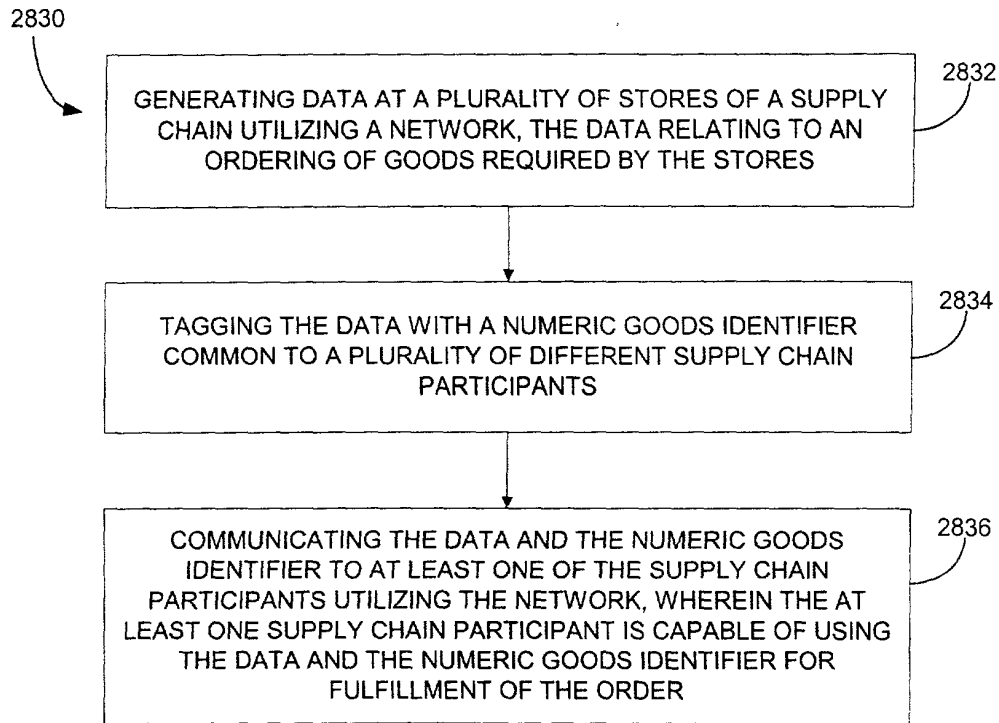 2830
2832
GENERATING DATA AT A PLURALITY OF STORES OF A SUPPLY
CHAIN UTILIZING A NETWORK, THE DATA RELATING TO AN
ORDERING OF GOODS REQUIRED BY THE STORES
2834
TAGGING THE DATA WITH A NUMERIC GOODS IDENTIFIER
COMMON TO A PLURALITY OF DIFFERENT SUPPLY CHAIN
PARTICIPANTS
2836
COMMUNICATING THE DATA AND THE NUMERIC GOODS
IDENTIFIER TO AT LEAST ONE OF THE SUPPLY CHAIN
PARTICIPANTS UTILIZING THE NETWORK, WHEREIN THE AT
LEAST ONE SUPPLY CHAIN PARTICIPANT IS CAPABLE OF USING
THE DATA AND THE NUMERIC GOODS IDENTIFIER FOR
FULFILLMENT OF THE ORDER